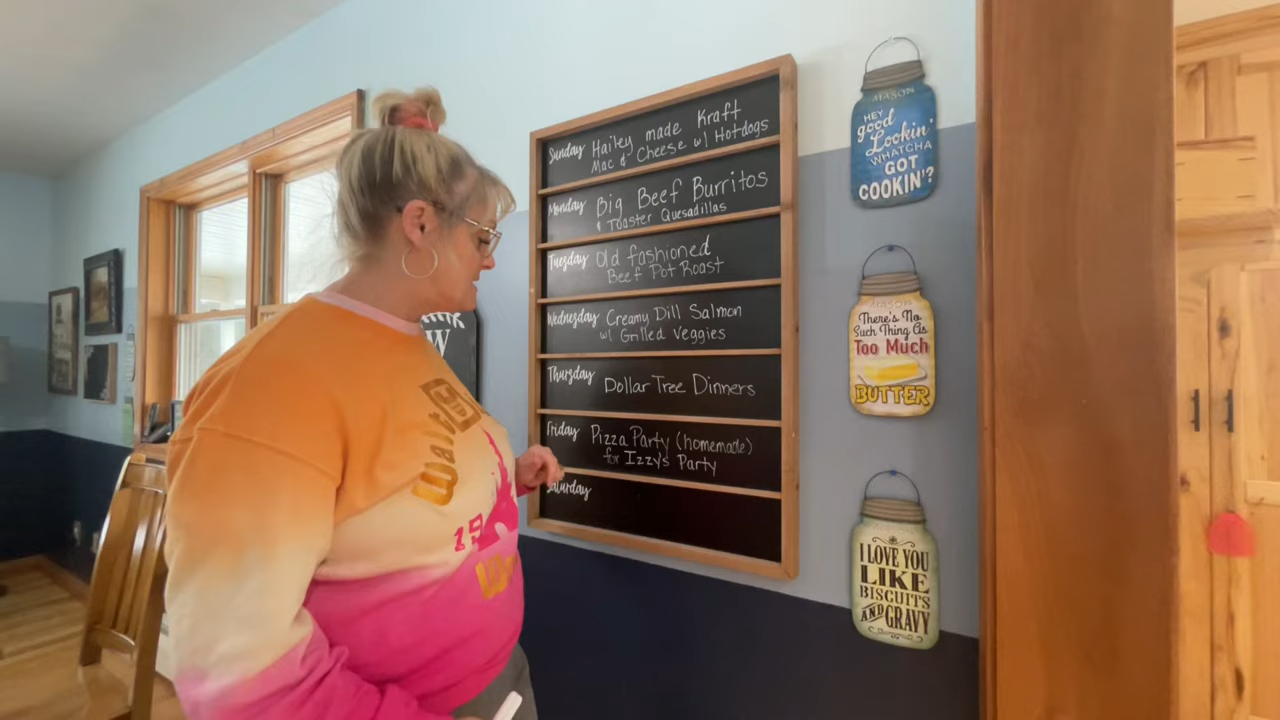 Sunday
Hailey made Kraft
Mac & Cheese w/ Hotdogs
Monday
Big Beef Burritos
& Toaster Quesadillas
Tuesday
Old fashioned
Beef Pot Roast
Wednesday
Creamy Dill Salmon
w/ Grilled Veggies
Thursday
Dollar Tree Dinners
Friday
Pizza Party (homemade)
for Izzy's Party
Saturday
MASON
HEY
good
Lookin'
WHATCHA
GOT
COOKIN'?
MASON
There's No
Such Thing As
Too Much
BUTTER
I LOVE YOU
LIKE
BISCUITS
AND GRAVY
W
Walt
19